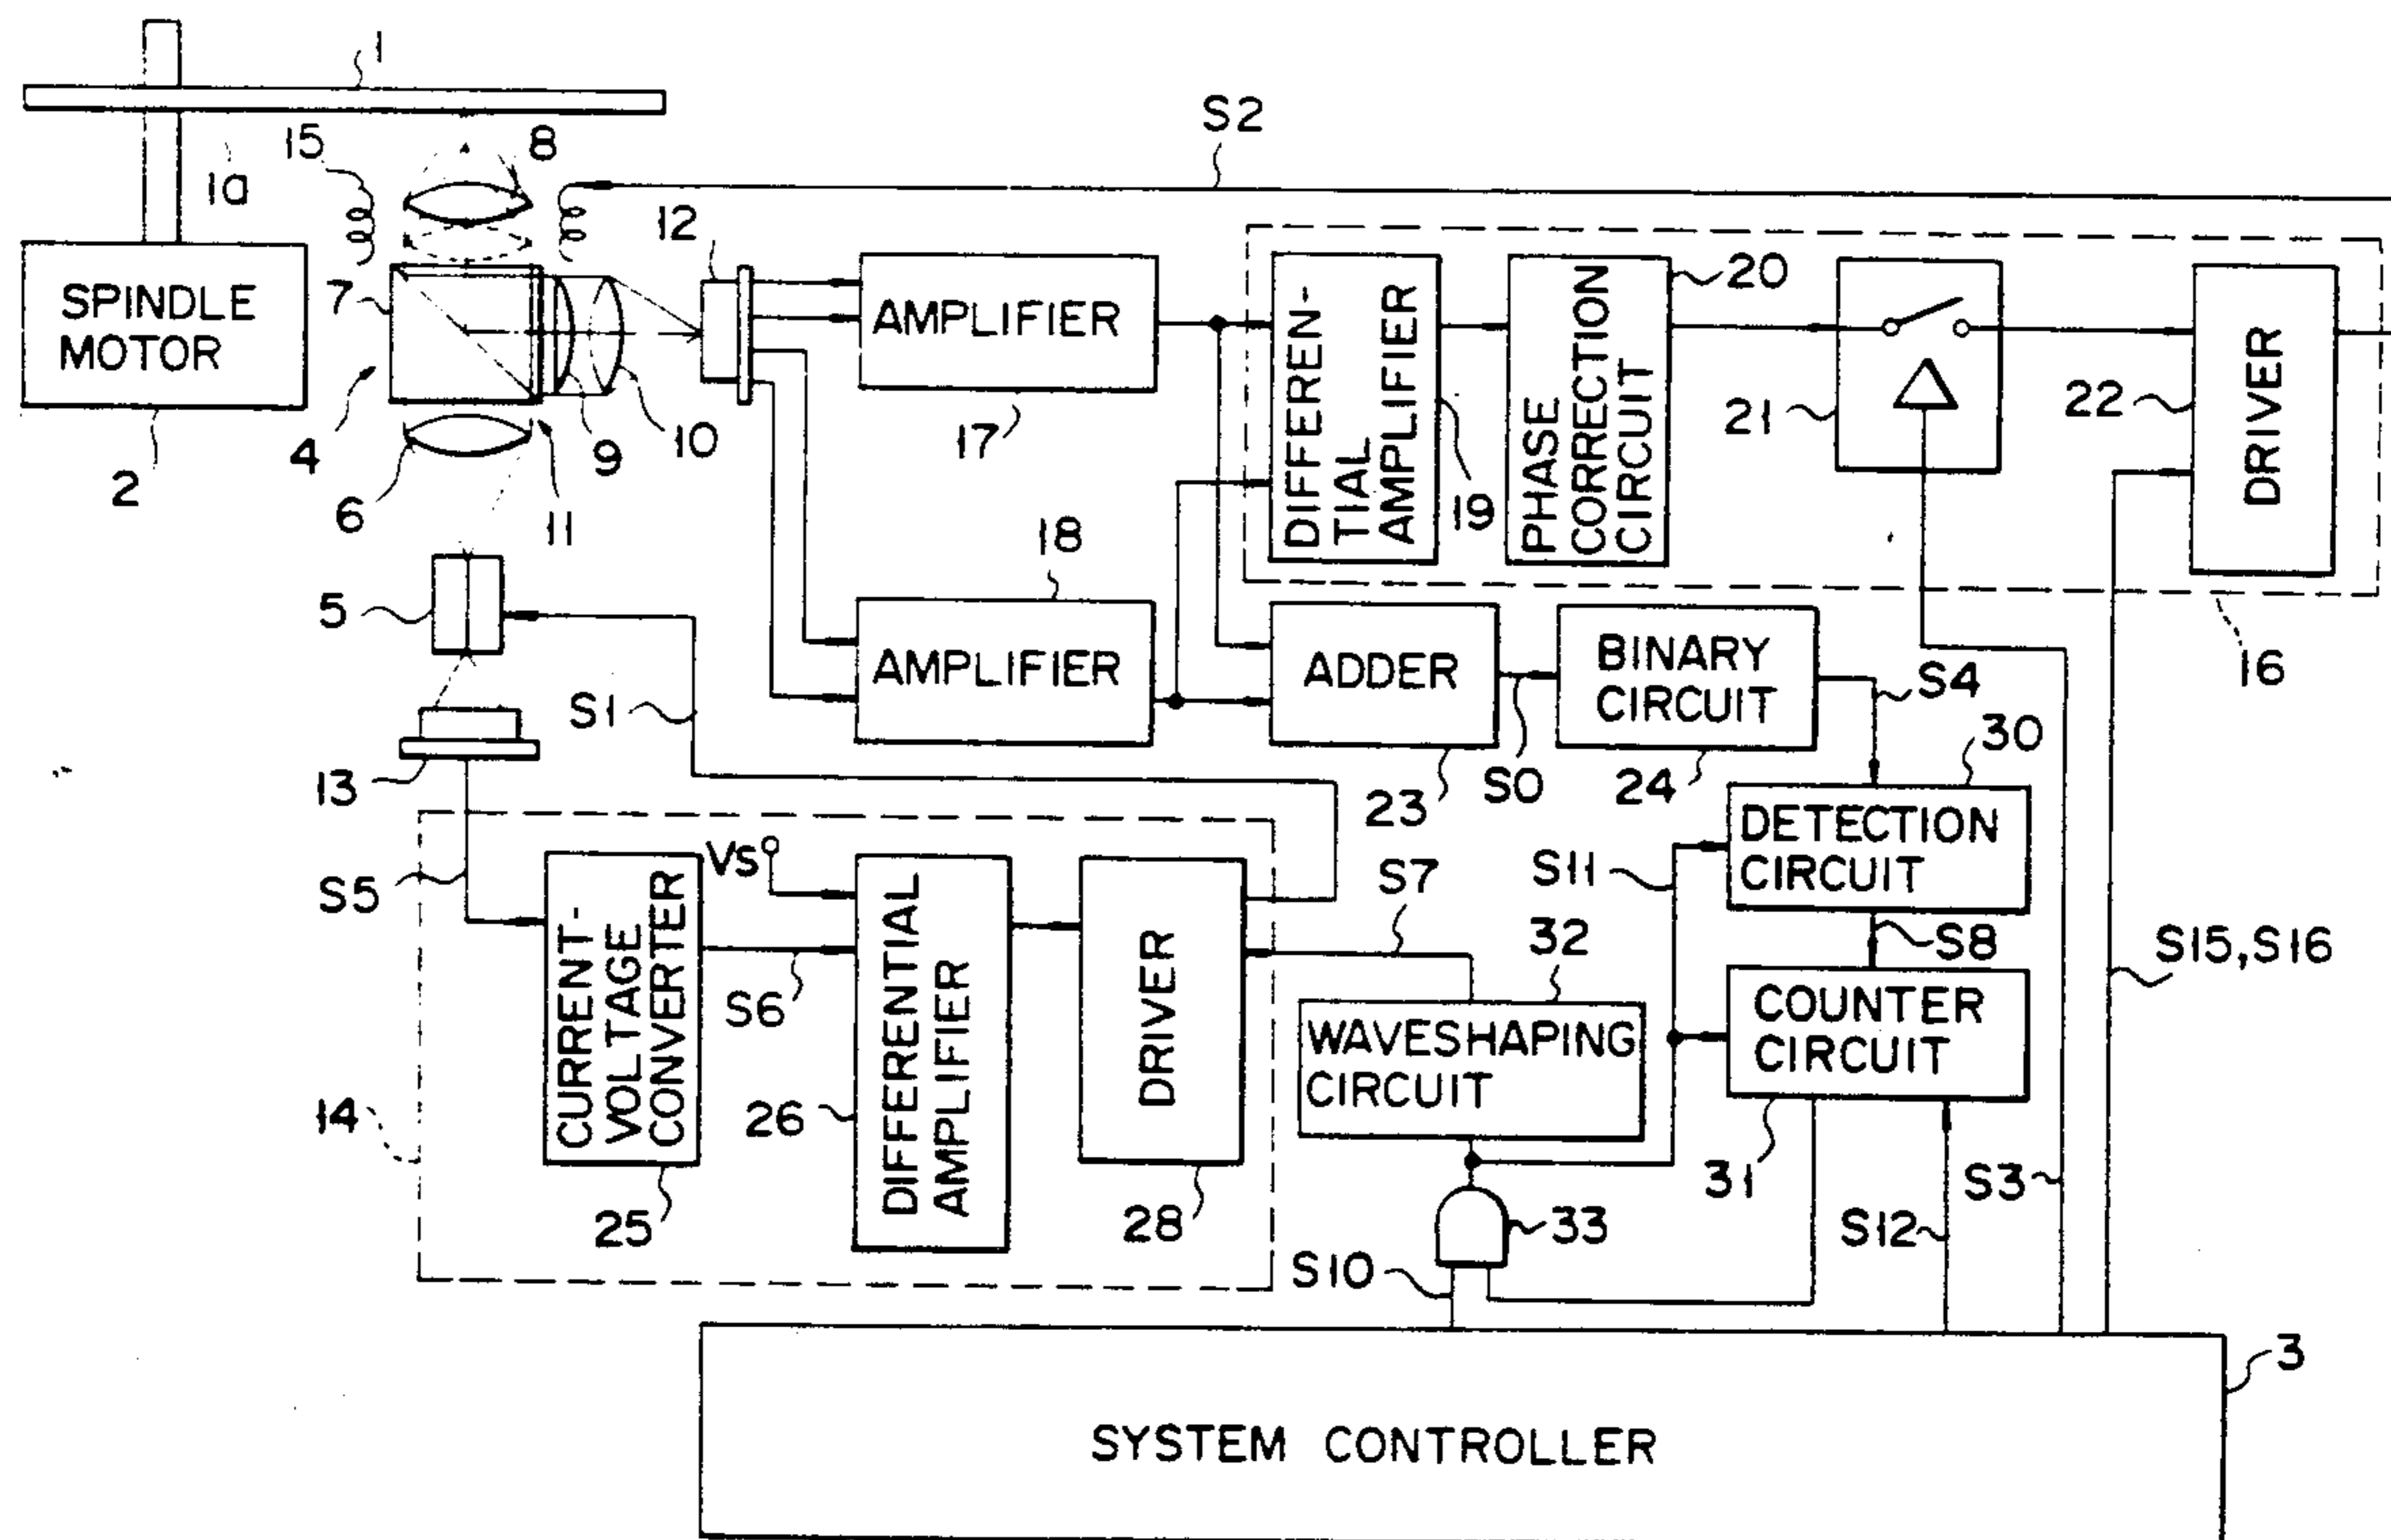 1
S2
15
8
1a
12
SPINDLE
MOTOR
7
AMPLIFIER
DIFFEREN-
TIAL
AMPLIFIER
PHASE
CORRECTION
CIRCUIT
20
21
22
DRIVER
4
9
10
17
19
2
6
11
18
5
AMPLIFIER
ADDER
BINARY
CIRCUIT
S4
16
S1
30
13
23
S0
24
DETECTION
CIRCUIT
Vs
S5
CURRENT-
VOLTAGE
CONVERTER
S6
DIFFERENTIAL
AMPLIFIER
DRIVER
S7
S11
32
S8
S15,S16
WAVESHAPING
CIRCUIT
COUNTER
CIRCUIT
14
26
31
S3
25
28
33
S12
S10
3
SYSTEM CONTROLLER